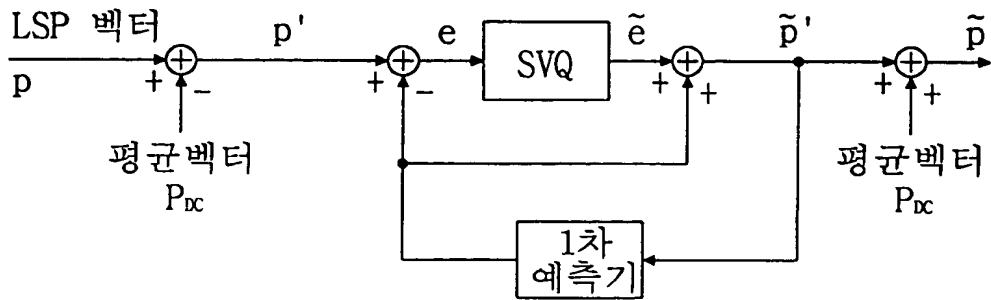 LSP 벡터
p
+
-
평균벡터
P_DC
p'
+
-
e
SVQ
ẽ
+
+
p̃'
+
+
p̃
평균벡터
P_DC
1차
예측기